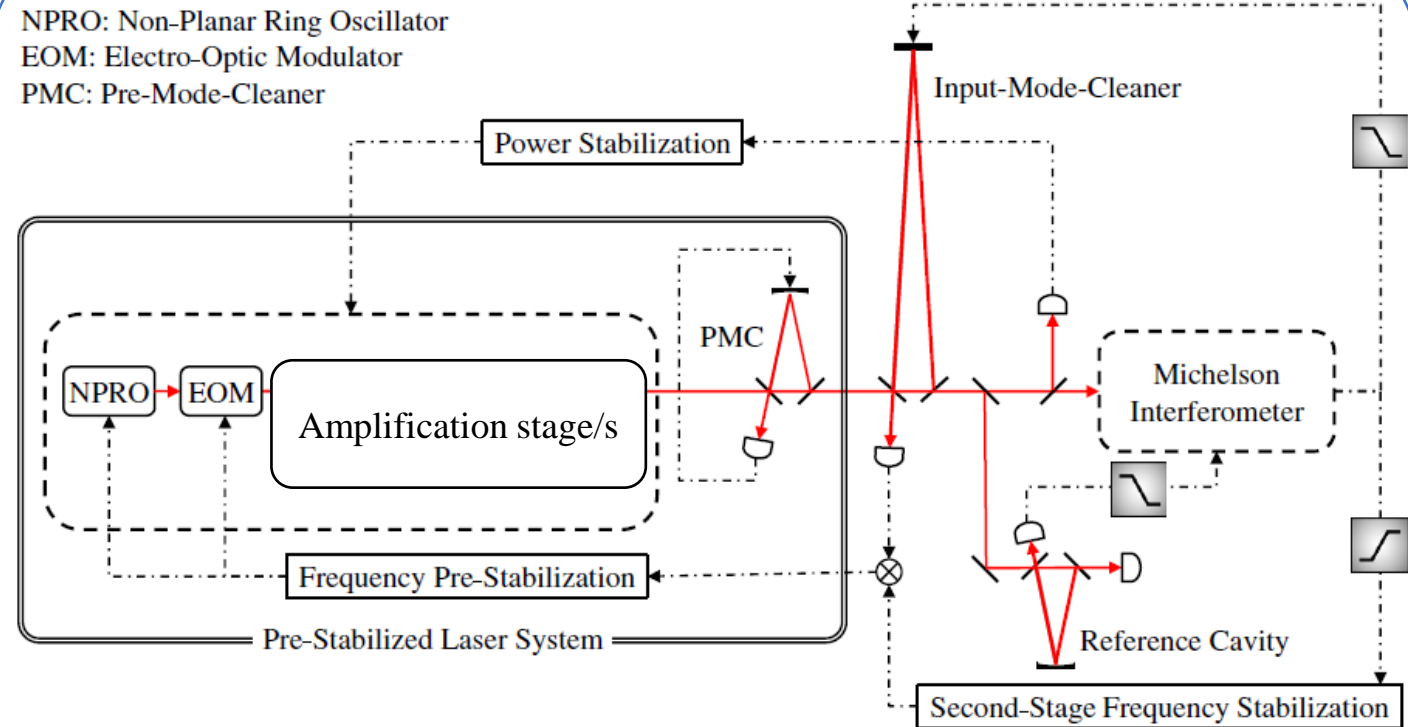 NPRO: Non-Planar Ring Oscillator
EOM: Electro-Optic Modulator
PMC: Pre-Mode-Cleaner
Input-Mode-Cleaner
Power Stabilization
PMC
NPRO
EOM
Amplification stage/s
Michelson
Interferometer
Frequency Pre-Stabilization
Pre-Stabilized Laser System
Reference Cavity
Second-Stage Frequency Stabilization